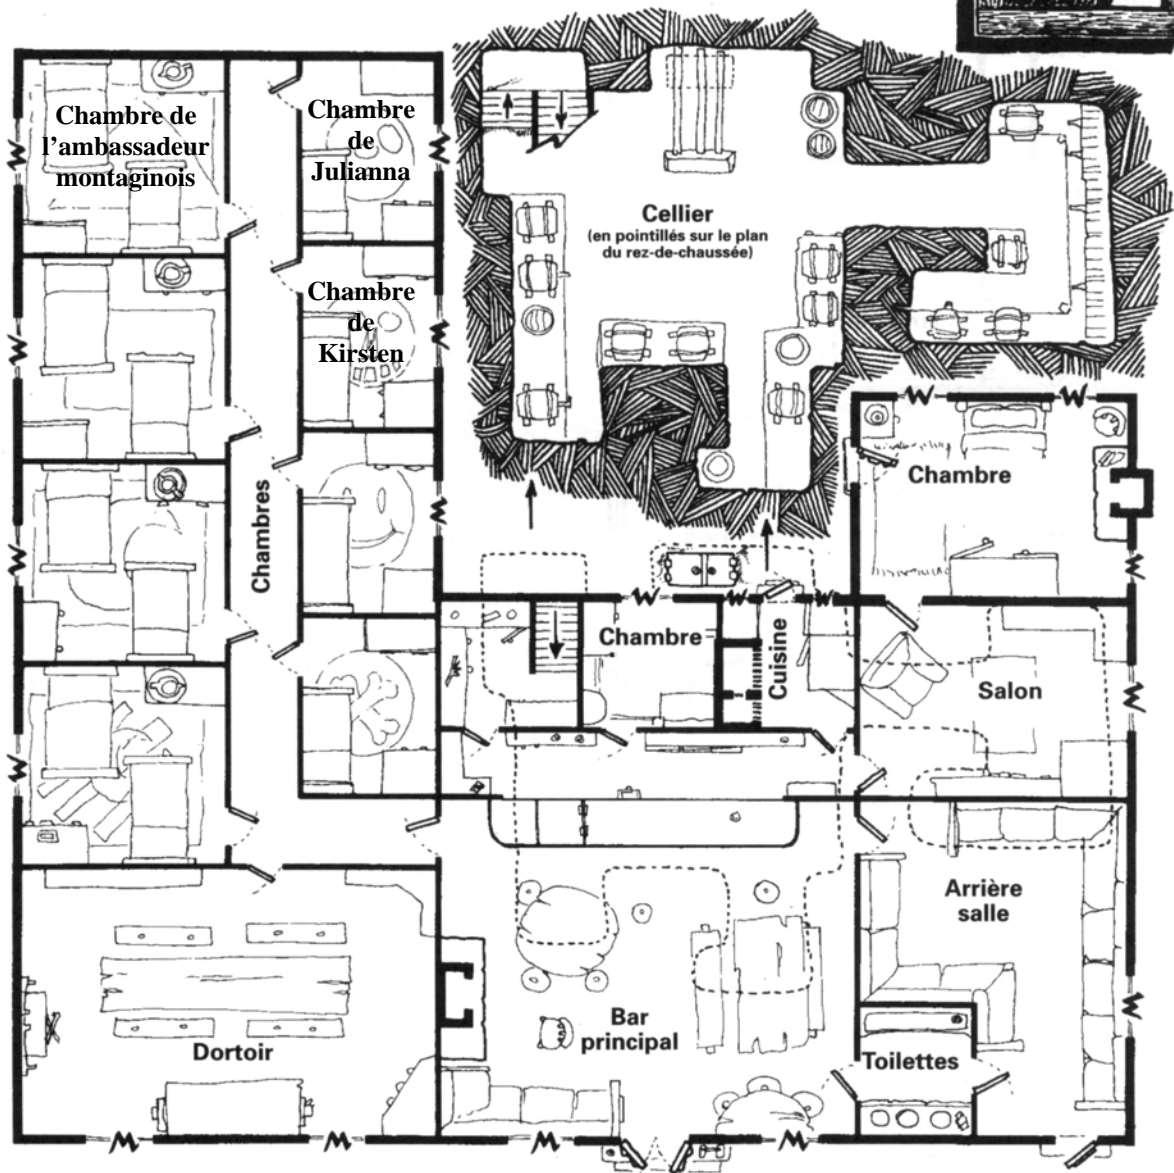 Chambre de
l'ambassadeur
montaginois
Chambre
de
Julianna
Chambre
de
Kirsten
Cellier
(en pointillés sur le plan
du rez-de-chaussée)
Chambres
Chambre
Chambre
Cuisine
Salon
Arrière
salle
Bar
principal
Toilettes
Dortoir